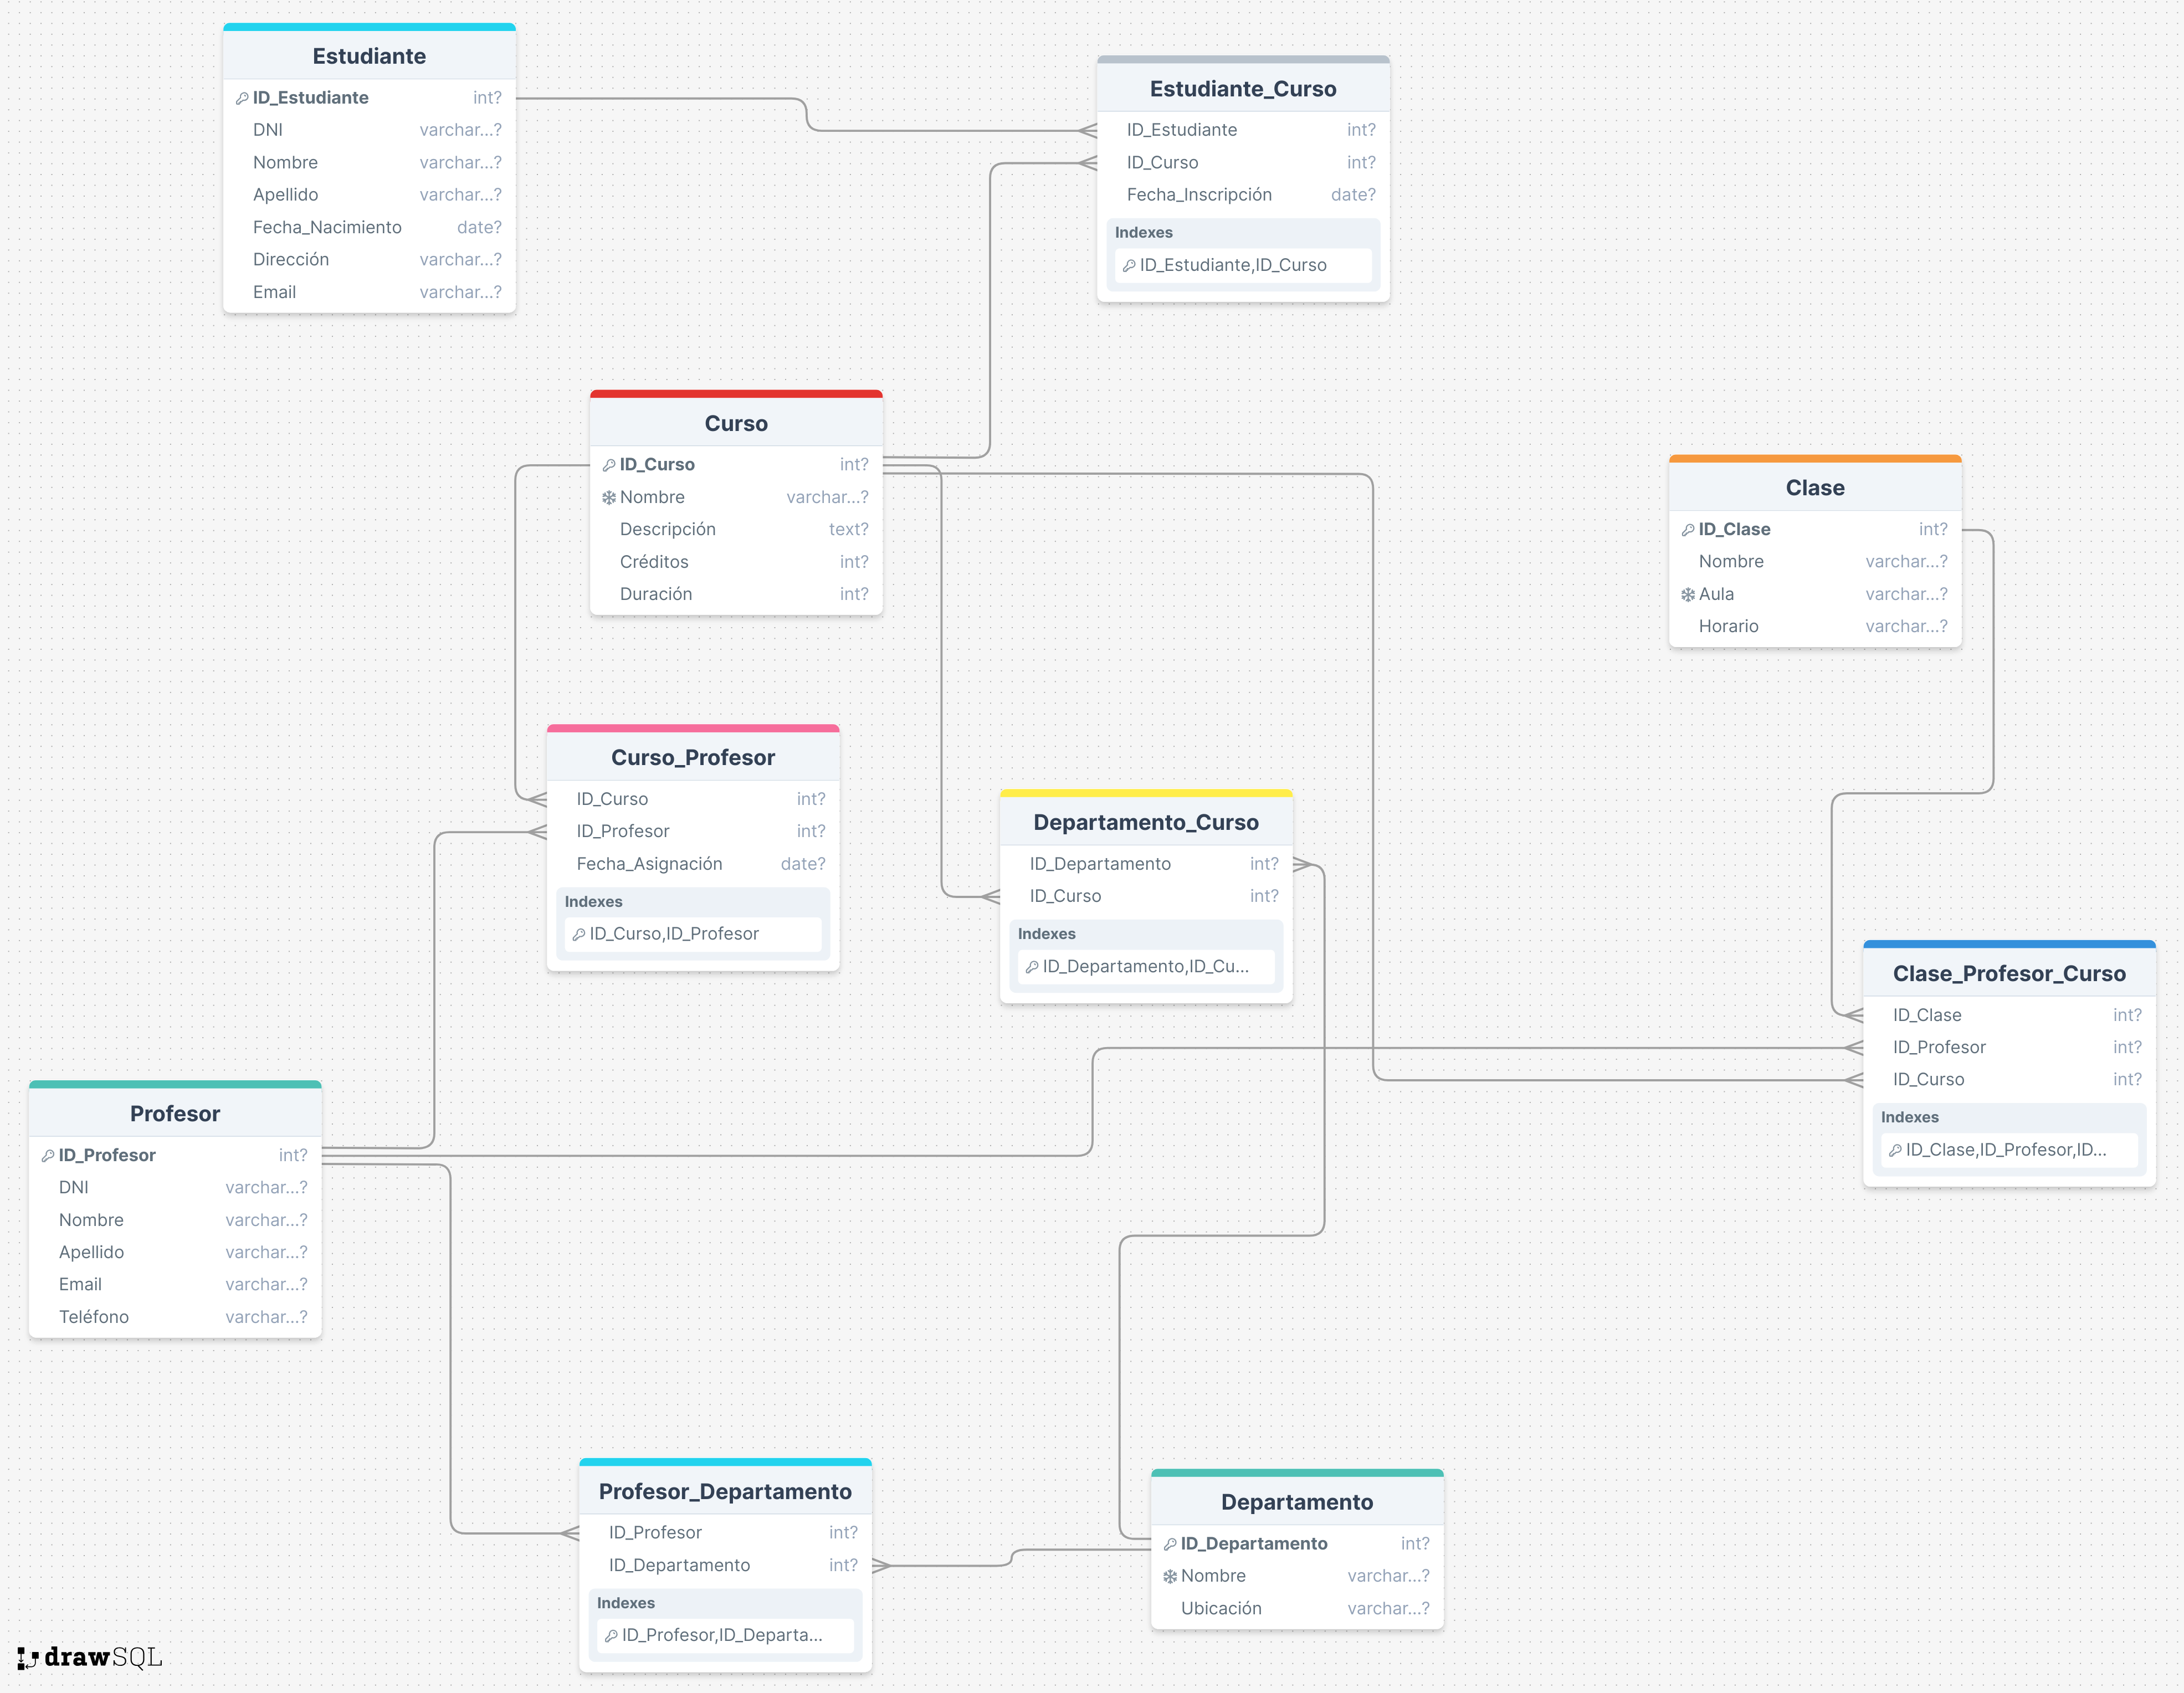 Estudiante
ID_Estudiante int?
DNI varchar...?
Nombre varchar...?
Apellido varchar...?
Fecha_Nacimiento date?
Dirección varchar...?
Email varchar...?
Estudiante_Curso
ID_Estudiante int?
ID_Curso int?
Fecha_Inscripción date?
Indexes
ID_Estudiante,ID_Curso
Curso
ID_Curso int?
Nombre varchar...?
Descripción text?
Créditos int?
Duración int?
Clase
ID_Clase int?
Nombre varchar...?
Aula varchar...?
Horario varchar...?
Curso_Profesor
ID_Curso int?
ID_Profesor int?
Fecha_Asignación date?
Indexes
ID_Curso,ID_Profesor
Departamento_Curso
ID_Departamento int?
ID_Curso int?
Indexes
ID_Departamento,ID_Cu...
Clase_Profesor_Curso
ID_Clase int?
ID_Profesor int?
ID_Curso int?
Indexes
ID_Clase,ID_Profesor,ID...
Profesor
ID_Profesor int?
DNI varchar...?
Nombre varchar...?
Apellido varchar...?
Email varchar...?
Teléfono varchar...?
Profesor_Departamento
ID_Profesor int?
ID_Departamento int?
Indexes
ID_Profesor,ID_Departa...
Departamento
ID_Departamento int?
Nombre varchar...?
Ubicación varchar...?
drawSQL